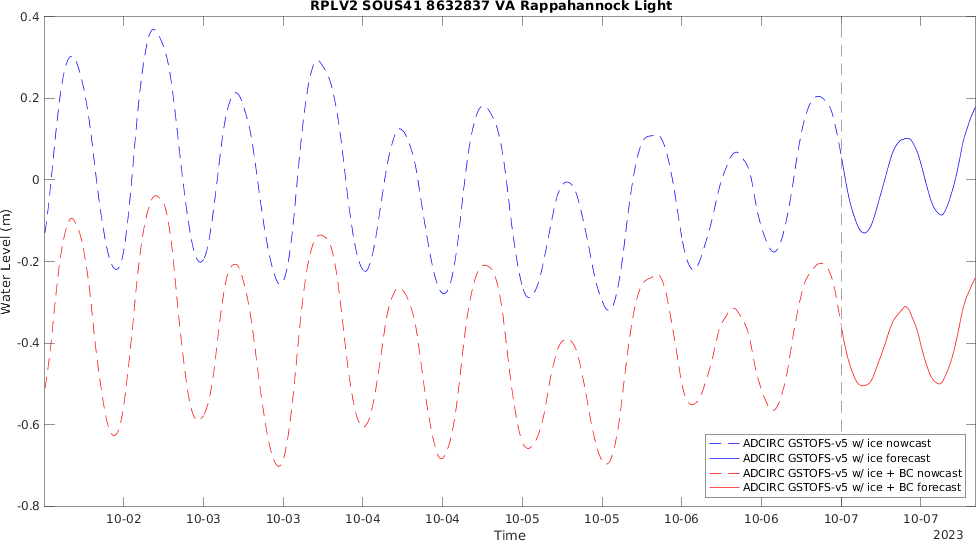 RPLV2 SOUS41 8632837 VA Rappahannock Light
Water Level (m)
0.4
0.2
0
-0.2
-0.4
-0.6
-0.8
ADCIRC GSTOFS-v5 w/ ice nowcast
ADCIRC GSTOFS-v5 w/ ice forecast
ADCIRC GSTOFS-v5 w/ ice + BC nowcast
ADCIRC GSTOFS-v5 w/ ice + BC forecast
10-02 10-03 10-03 10-04 10-04 10-05 10-05 10-06 10-06 10-07 10-07
Time
2023